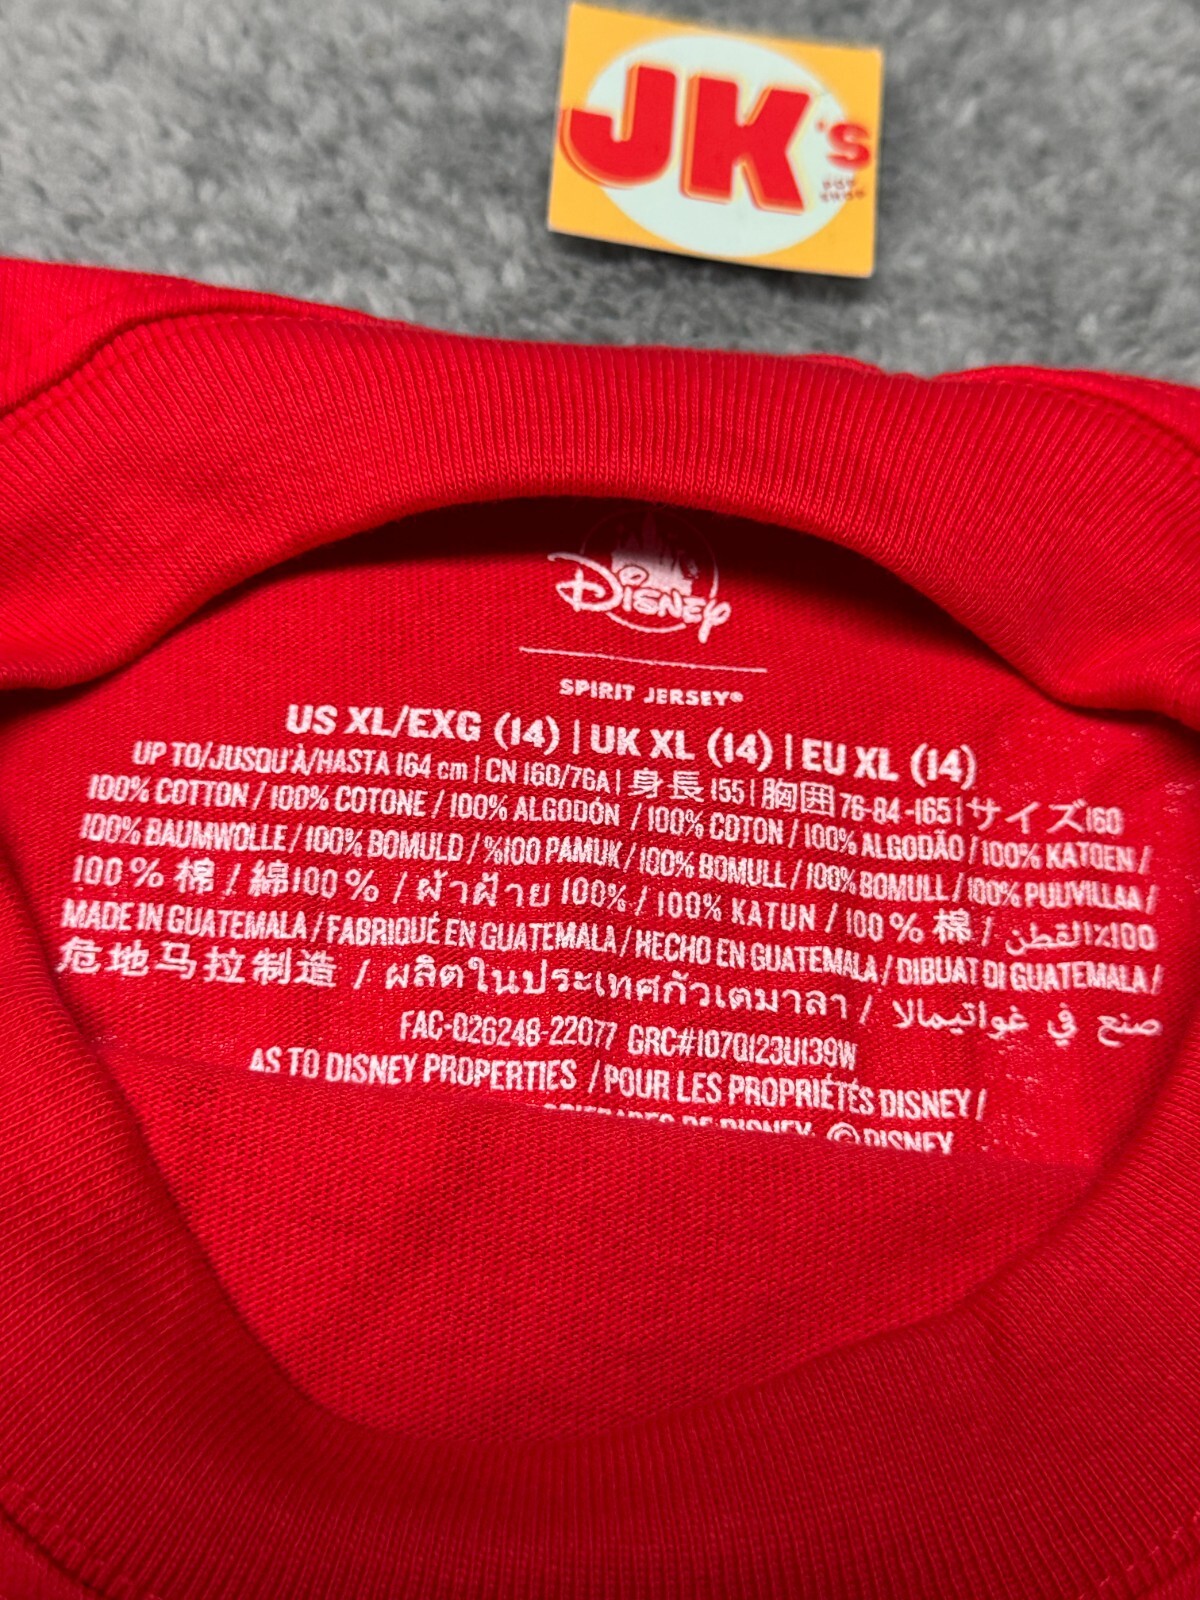 JK's
Disney
SPIRIT JERSEY®
US XL/EXG (14) | UK XL (14) | EU XL (14)
UP TO/JUSQU'À/HASTA 164 cm | CN 160/76A | 身長 155 | 胸囲 76-84 -165 | サイズ160
100% COTTON / 100% COTONE / 100% ALGODÓN / 100% COTON / 100% ALGODÃO / 100% KATOEN /
100% BAUMWOLLE / 100% BOMULD / %100 PAMUK / 100% BOMULL / 100% BOMULL / 100% PUUVILLAA /
100 % 棉 / 綿100 % / ผ้าฝ้าย 100% / 100% KATUN / 100 % 棉 / القطن٪100
MADE IN GUATEMALA / FABRIQUÉ EN GUATEMALA / HECHO EN GUATEMALA / DIBUAT DI GUATEMALA /
危地马拉制造 / ผลิตในประเทศกัวเตมาลา / صنع في غواتيمالا
FAC-026248-22077 GRC#107Q123U139W
AS TO DISNEY PROPERTIES / POUR LES PROPRIÉTÉS DISNEY /
DE DISNEY. © DISNEY